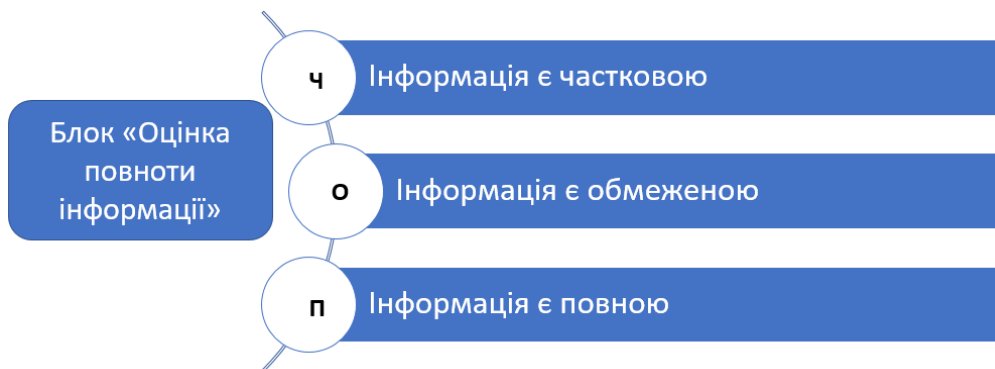 Блок «Оцінка
повноти
інформації»
ч
Інформація є частковою
о
Інформація є обмеженою
п
Інформація є повною